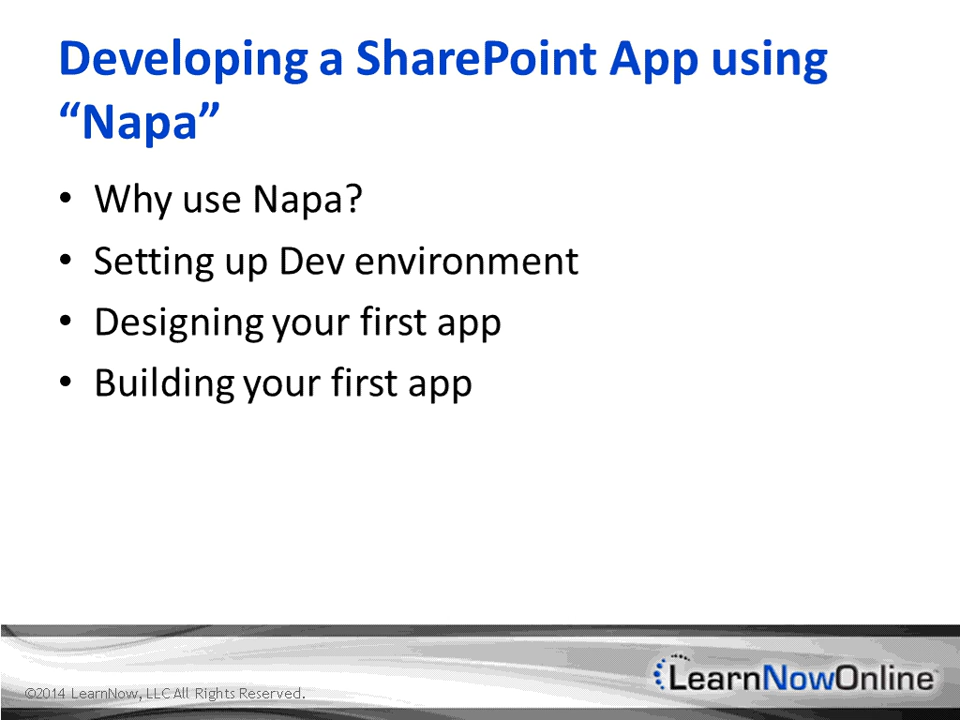 Developing a SharePoint App using
“Napa”
• Why use Napa?
• Setting up Dev environment
• Designing your first app
• Building your first app
©2014 LearnNow, LLC All Rights Reserved.
LearnNowOnline